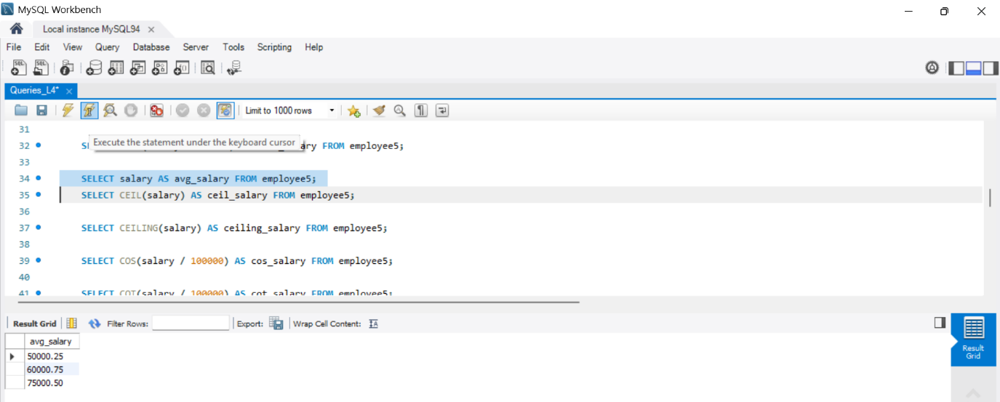 MySQL Workbench
Local instance MySQL94
File Edit View Query Database Server Tools Scripting Help
Queries_L4*
Limit to 1000 rows
31
Execute the statement under the keyboard cursor
32 FROM employee5;
33
34 SELECT salary AS avg_salary FROM employee5;
35 SELECT CEIL(salary) AS ceil_salary FROM employee5;
36
37 SELECT CEILING(salary) AS ceiling_salary FROM employee5;
38
39 SELECT COS(salary / 100000) AS cos_salary FROM employee5;
40
41 SELECT COT(salary / 100000) AS cot_salary FROM employee5;
Result Grid Filter Rows: Export: Wrap Cell Content:
avg_salary
50000.25
60000.75
75000.50
Result
Grid